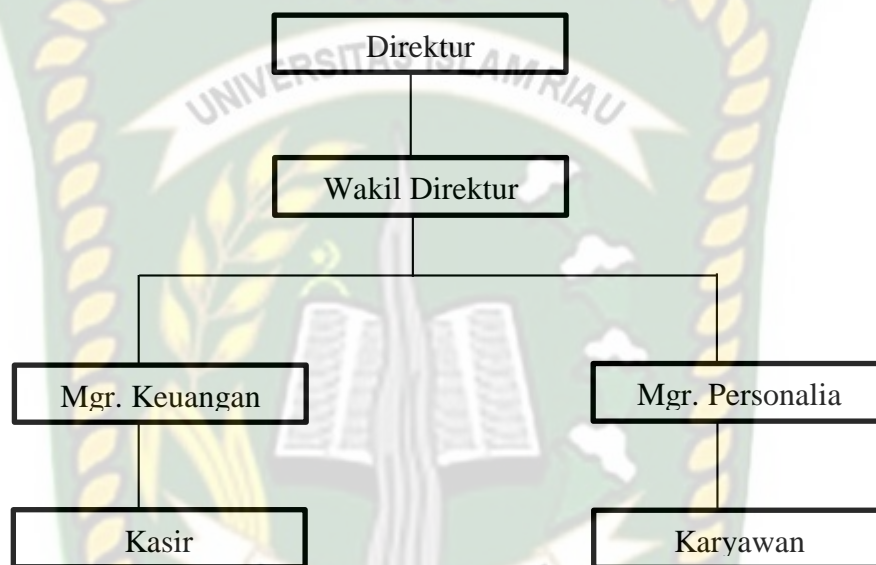 Direktur
UNIVERSITAS ISLAM RIAU
Wakil Direktur
Mgr. Keuangan
Mgr. Personalia
Kasir
Karyawan